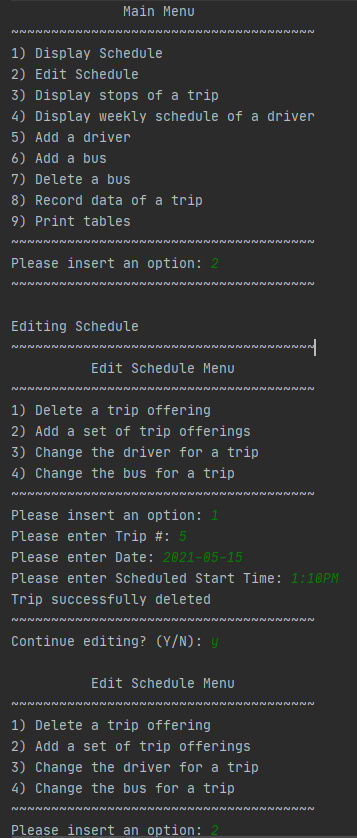 Main Menu
~~~~~~~~~~~~~~~~~~~~~~~~~~~~~~~~~~~~~~
1) Display Schedule
2) Edit Schedule
3) Display stops of a trip
4) Display weekly schedule of a driver
5) Add a driver
6) Add a bus
7) Delete a bus
8) Record data of a trip
9) Print tables
~~~~~~~~~~~~~~~~~~~~~~~~~~~~~~~~~~~~~~
Please insert an option: 2
~~~~~~~~~~~~~~~~~~~~~~~~~~~~~~~~~~~~~~
Editing Schedule
~~~~~~~~~~~~~~~~~~~~~~~~~~~~~~~~~~~~~~
Edit Schedule Menu
~~~~~~~~~~~~~~~~~~~~~~~~~~~~~~~~~~~~~~
1) Delete a trip offering
2) Add a set of trip offerings
3) Change the driver for a trip
4) Change the bus for a trip
~~~~~~~~~~~~~~~~~~~~~~~~~~~~~~~~~~~~~~
Please insert an option: 1
Please enter Trip #: 5
Please enter Date: 2021-05-15
Please enter Scheduled Start Time: 1:10PM
Trip successfully deleted
~~~~~~~~~~~~~~~~~~~~~~~~~~~~~~~~~~~~~~
Continue editing? (Y/N): y
Edit Schedule Menu
~~~~~~~~~~~~~~~~~~~~~~~~~~~~~~~~~~~~~~
1) Delete a trip offering
2) Add a set of trip offerings
3) Change the driver for a trip
4) Change the bus for a trip
~~~~~~~~~~~~~~~~~~~~~~~~~~~~~~~~~~~~~~
Please insert an option: 2